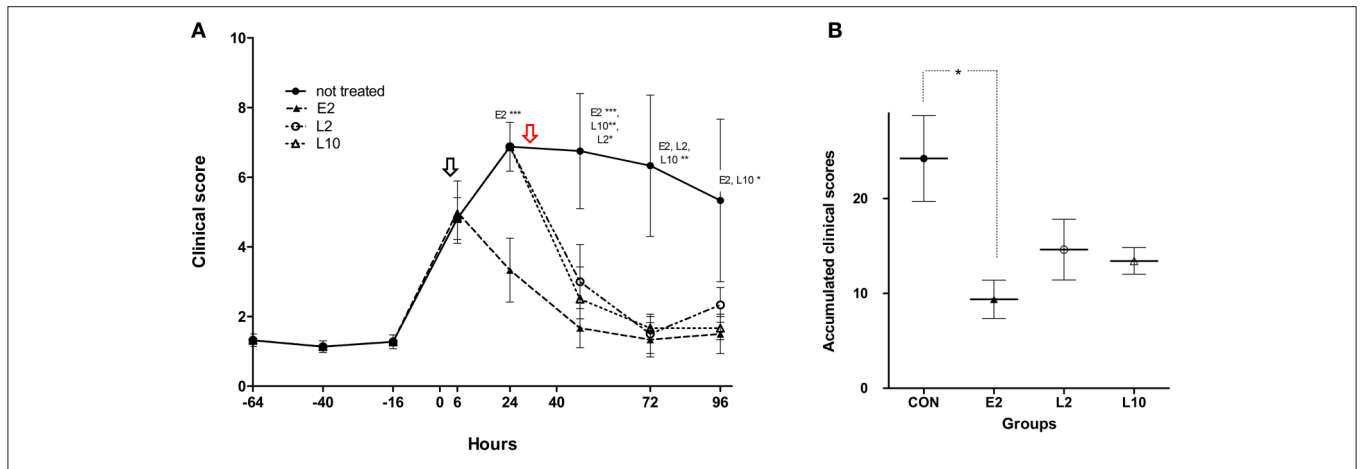 A
10
8
6
4
2
0
Clinical score
not treated
E2
L2
L10
E2 ***
E2 ***,
L10**,
L2*
E2, L2,
L10 **
E2, L10 *
-64 -40 -16 0 6 24 40 72 96
Hours
B
*
20
10
0
Accumulated clinical scores
CON E2 L2 L10
Groups